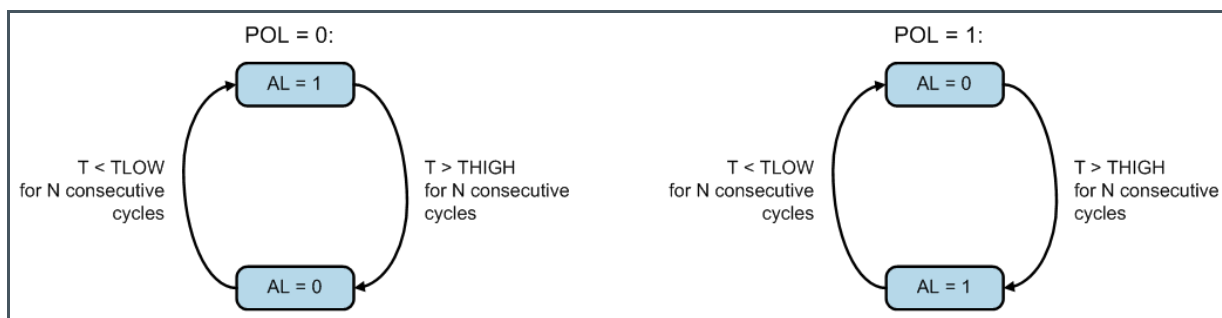 POL = 0:
AL = 1
T < TLOW
for N consecutive
cycles
T > THIGH
for N consecutive
cycles
AL = 0
POL = 1:
AL = 0
T < TLOW
for N consecutive
cycles
T > THIGH
for N consecutive
cycles
AL = 1